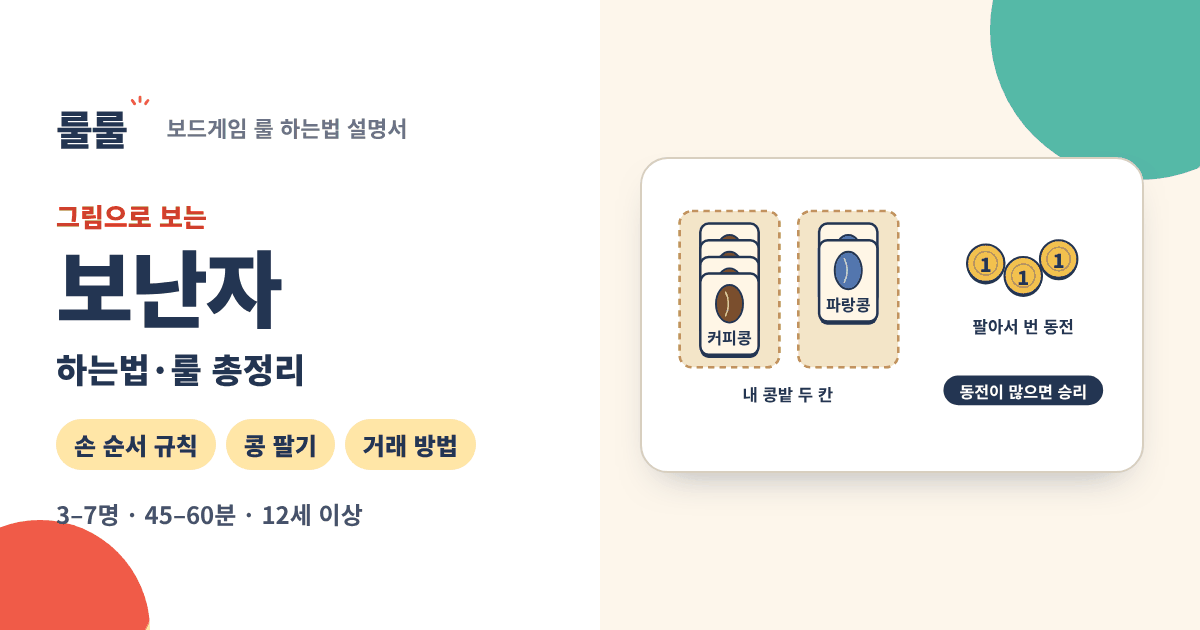 룰룰 보드게임 룰 하는법 설명서
그림으로 보는
보난자
하는법·룰 총정리
손 순서 규칙 콩 팔기 거래 방법
3–7명 · 45–60분 · 12세 이상
커피콩
파랑콩
내 콩밭 두 칸
1 1 1
팔아서 번 동전
동전이 많으면 승리